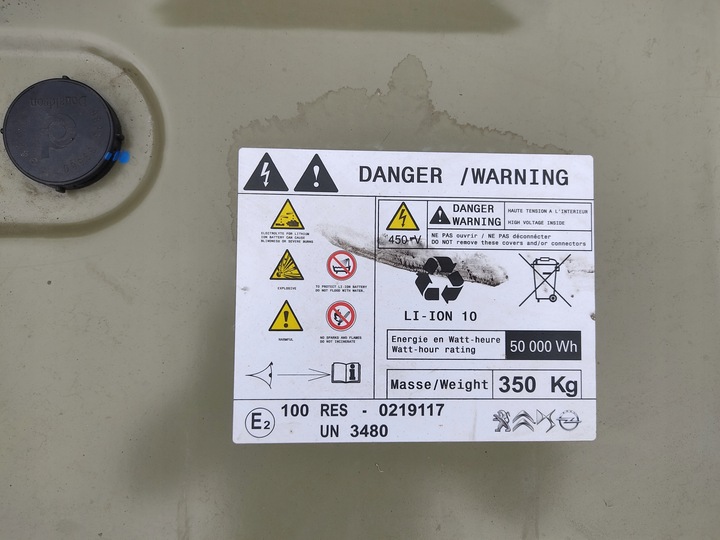 DANGER /WARNING
ELECTROLYTE FOR LITHIUM
ION BATTERY CAN CAUSE
BLINDNESS OR SEVERE BURNS
EXPLOSIVE
TO PROTECT LI-ION BATTERY
DO NOT FLOOD WITH WATER.
HARMFUL
NO SPARKS AND FLAMES
DO NOT INCINERATE
450 V
DANGER
WARNING
HAUTE TENSION A L'INTERIEUR
HIGH VOLTAGE INSIDE
NE PAS ouvrir / NE PAS déconnécter
DO NOT remove these covers and/or connectors
LI-ION 10
Energie en Watt-heure
Watt-hour rating
50 000 Wh
Masse/Weight
350 Kg
E2
100 RES - 0219117
UN 3480